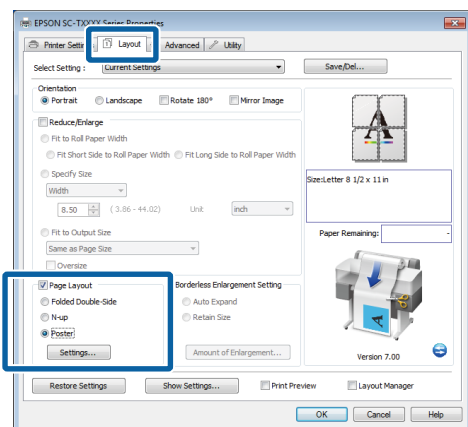 EPSON SC-TXXXX Series Properties
Printer Settin Layout Advanced Utility
Select Setting : Current Settings Save/Del...
Orientation
Portrait Landscape Rotate 180° Mirror Image
Reduce/Enlarge
Fit to Roll Paper Width
Fit Short Side to Roll Paper Width Fit Long Side to Roll Paper Width
Specify Size
Width
8.50 (3.86 - 44.02) Unit inch
Fit to Output Size
Same as Page Size
Oversize
Page Layout
Folded Double-Side
N-up
Poster
Settings...
Borderless Enlargement Setting
Auto Expand
Retain Size
Amount of Enlargement...
A
Size:Letter 8 1/2 x 11 in
Paper Remaining: -
A
Version 7.00
Restore Settings Show Settings... Print Preview Layout Manager
OK Cancel Help